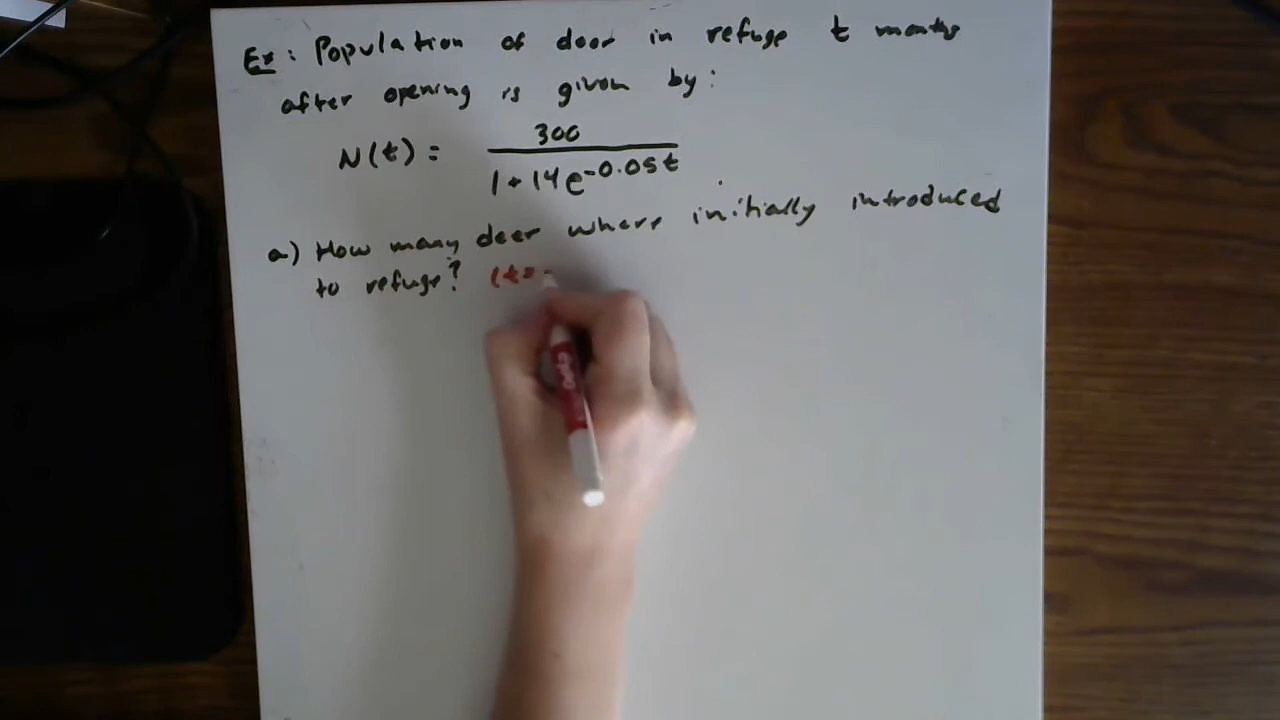 Ex: Population of deer in refuge t months
after opening is given by:
N(t) = 300 / 1+14e^-0.05t
a) How many deer where initially introduced
to refuge? (t=